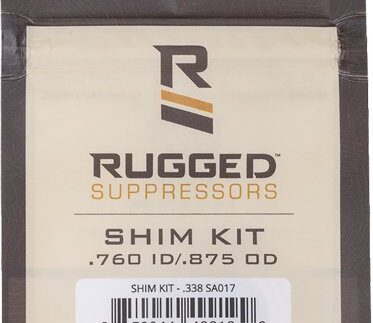 R
RUGGED™
SUPPRESSORS
SHIM KIT
.760 ID/.875 OD
SHIM KIT - .338 SA017